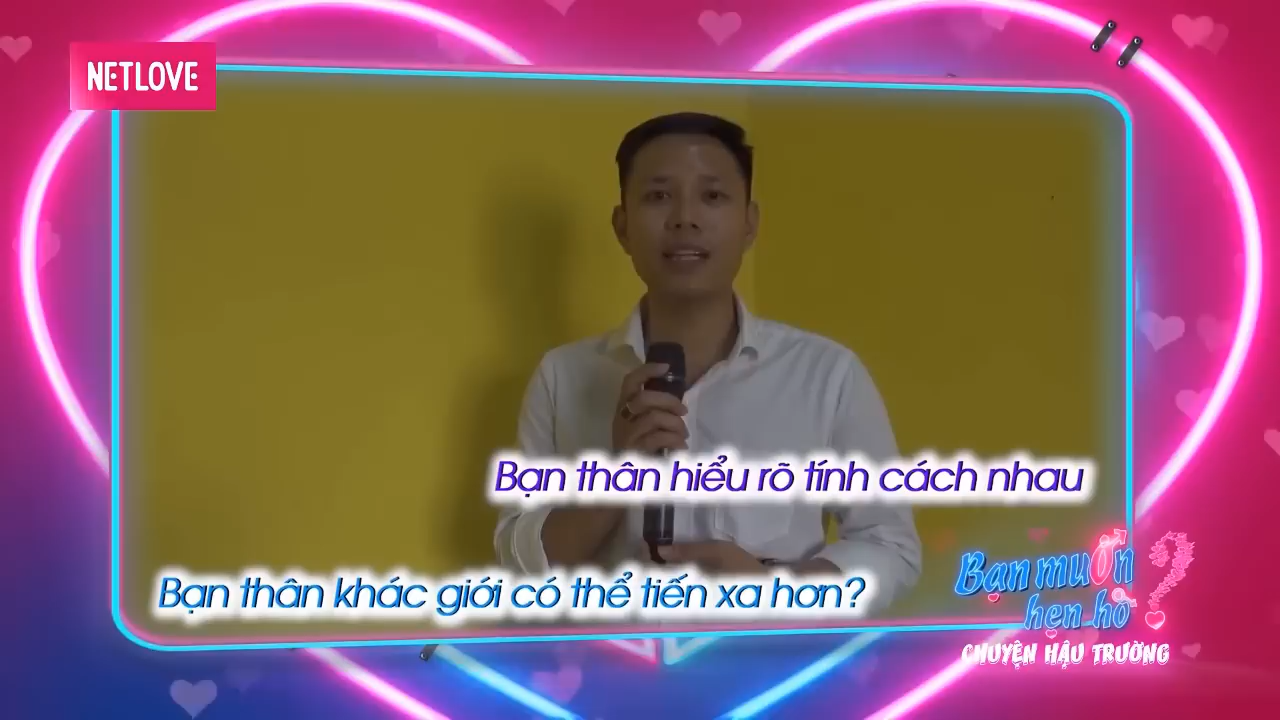 NETLOVE
Bạn thân hiểu rõ tính cách nhau
Bạn thân khác giới có thể tiến xa hơn?
Bạn muốn
hẹn hò?
CHUYỆN HẬU TRƯỜNG